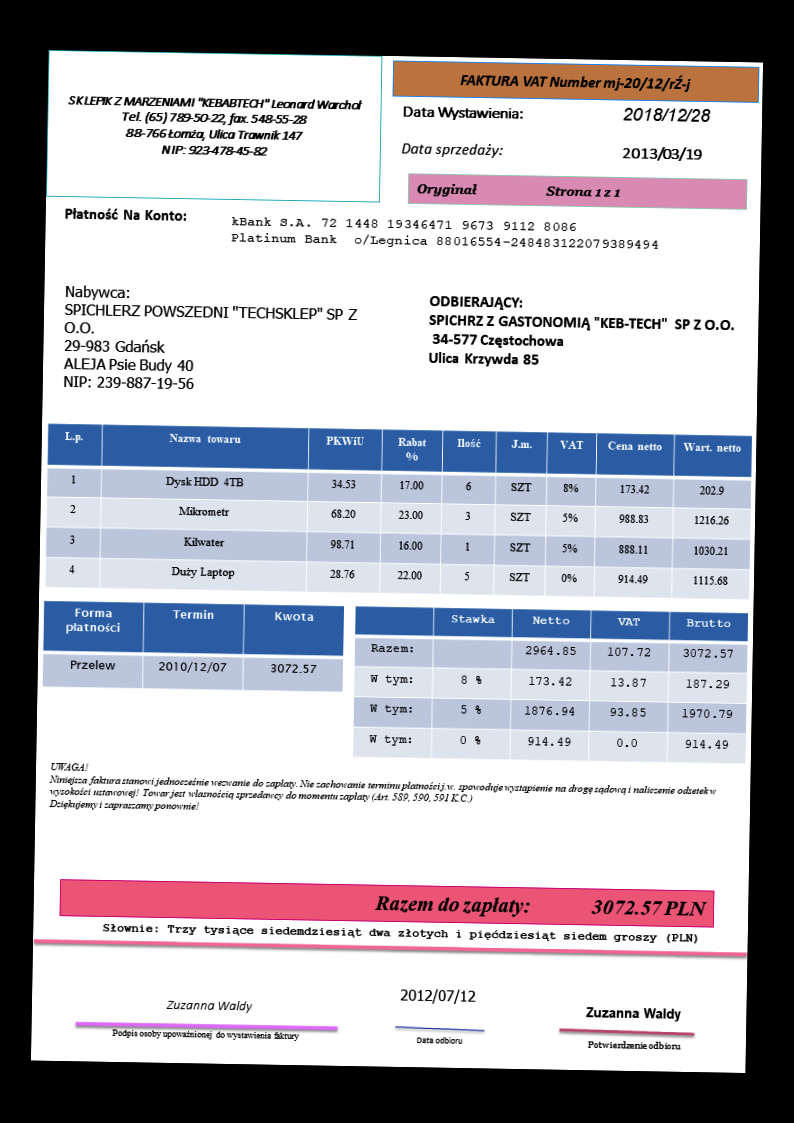 SKLEPIK Z MARZENIAMI "KEBABTECH" Leonard Warchoł
Tel. (65) 789-50-22, fax. 548-55-28
88-766 Łomża, Ulica Trawnik 147
NIP: 923-478-45-82
FAKTURA VAT Number mj-20/12/rŹ-j
Data Wystawienia: 2018/12/28
Data sprzedaży: 2013/03/19
Oryginał Strona 1 z 1
Płatność Na Konto:
kBank S.A. 72 1448 19346471 9673 9112 8086
Platinum Bank o/Legnica 88016554-248483122079389494
Nabywca:
SPICHLERZ POWSZEDNI "TECHSKLEP" SP Z
O.O.
29-983 Gdańsk
ALEJA Psie Budy 40
NIP: 239-887-19-56
ODBIERAJĄCY:
SPICHRZ Z GASTONOMIĄ "KEB-TECH" SP Z O.O.
34-577 Częstochowa
Ulica Krzywda 85
L.p. Nazwa towaru PKWiU Rabat % Ilość J.m. VAT Cena netto Wart. netto
1 Dysk HDD 4TB 34.53 17.00 6 SZT 8% 173.42 202.9
2 Mikrometr 68.20 23.00 3 SZT 5% 988.83 1216.26
3 Kilwater 98.71 16.00 1 SZT 5% 888.11 1030.21
4 Duży Laptop 28.76 22.00 5 SZT 0% 914.49 1115.68
Forma płatności Termin Kwota
Przelew 2010/12/07 3072.57
Stawka Netto VAT Brutto
Razem: 2964.85 107.72 3072.57
W tym: 8 % 173.42 13.87 187.29
W tym: 5 % 1876.94 93.85 1970.79
W tym: 0 % 914.49 0.0 914.49
UWAGA!
Niniejsza faktura stanowi jednocześnie wezwanie do zapłaty. Nie zachowanie terminu płatności j.w. spowoduje wystąpienie na drogę sądową i naliczenie odsetek w
wysokości ustawowej! Towar jest własnością sprzedawcy do momentu zapłaty (Art. 589, 590, 591 K.C.)
Dziękujemy i zapraszamy ponownie!
Razem do zapłaty: 3072.57 PLN
Słownie: Trzy tysiące siedemdziesiąt dwa złotych i pięćdziesiąt siedem groszy (PLN)
Zuzanna Waldy
Podpis osoby upoważnionej do wystawienia faktury
2012/07/12
Data odbioru
Zuzanna Waldy
Potwierdzenie odbioru